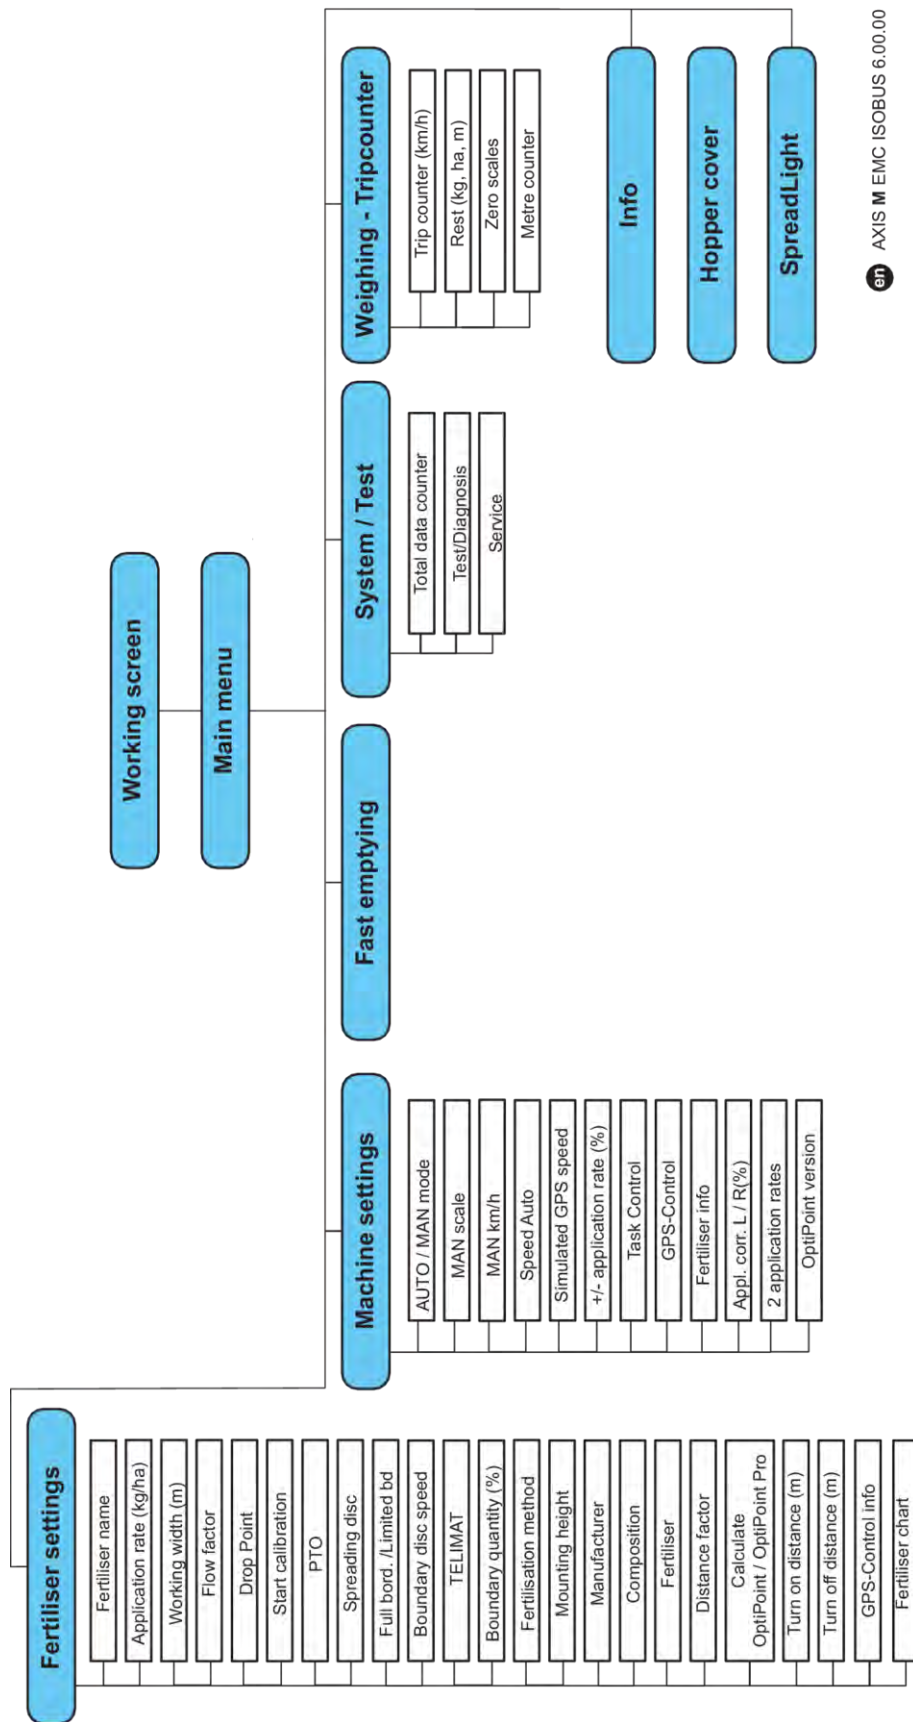 Working screen
Main menu
Fertiliser settings
Fertiliser name
Application rate (kg/ha)
Working width (m)
Flow factor
Drop Point
Start calibration
PTO
Spreading disc
Full bord. /Limited bd
Boundary disc speed
TELIMAT
Boundary quantity (%)
Fertilisation method
Mounting height
Manufacturer
Composition
Fertiliser
Distance factor
Calculate
OptiPoint / OptiPoint Pro
Turn on distance (m)
Turn off distance (m)
GPS-Control info
Fertiliser chart
Machine settings
AUTO / MAN mode
MAN scale
MAN km/h
Speed Auto
Simulated GPS speed
+/- application rate (%)
Task Control
GPS-Control
Fertiliser info
Appl. corr. L / R(%)
2 application rates
OptiPoint version
Fast emptying
System / Test
Total data counter
Test/Diagnosis
Service
Weighing - Tripcounter
Trip counter (km/h)
Rest (kg, ha, m)
Zero scales
Metre counter
Info
Hopper cover
SpreadLight
en AXIS M EMC ISOBUS 6.00.00